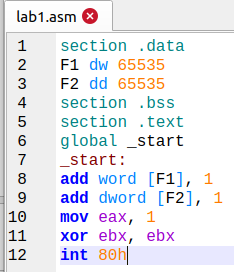 lab1.asm
1 section .data
2 F1 dw 65535
3 F2 dd 65535
4 section .bss
5 section .text
6 global _start
7 _start:
8 add word [F1], 1
9 add dword [F2], 1
10 mov eax, 1
11 xor ebx, ebx
12 int 80h